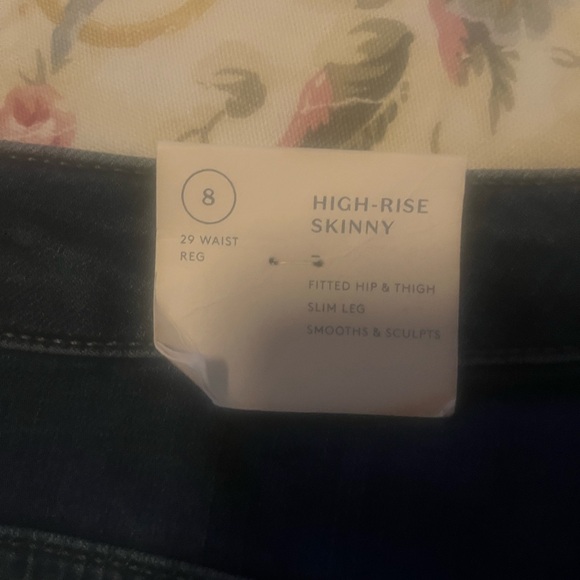 8
29 WAIST
REG
HIGH-RISE
SKINNY
–
FITTED HIP & THIGH
SLIM LEG
SMOOTHS & SCULPTS